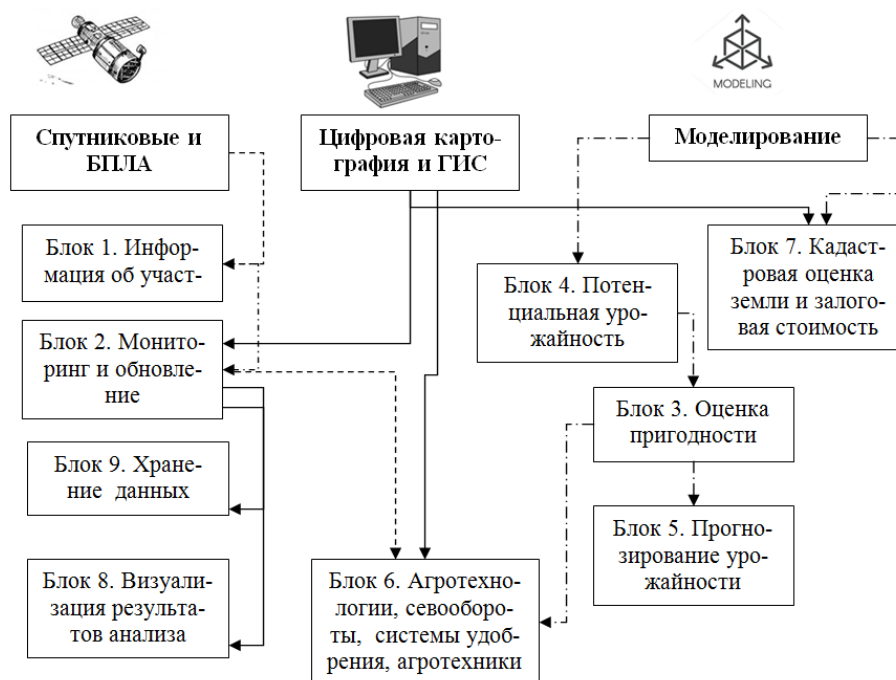 MODELING
Спутниковые и
БПЛА
Цифровая карто-
графия и ГИС
Моделирование
Блок 1. Инфор-
мация об участ-
Блок 7. Кадаст-
ровая оценка
земли и залого-
вая стоимость
Блок 4. Потен-
циальная уро-
жайность
Блок 2. Монито-
ринг и обновле-
ние
Блок 3. Оценка
пригодности
Блок 9. Хране-
ние данных
Блок 5. Прогно-
зирование уро-
жайности
Блок 8. Визуали-
зация результа-
тов анализа
Блок 6. Агротехно-
логии, севооборо-
ты, системы удоб-
рения, агротехники